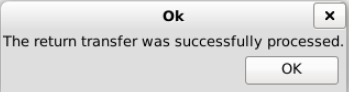 Ok
The return transfer was successfully processed.
OK